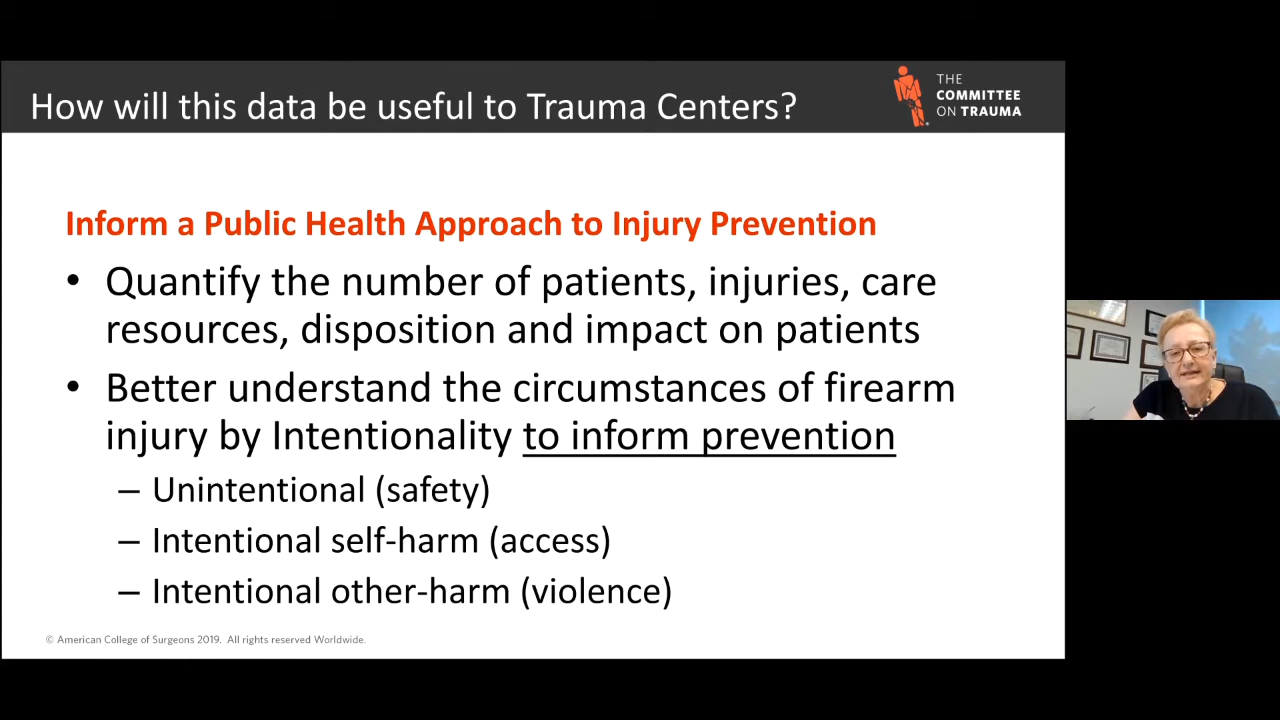 How will this data be useful to Trauma Centers?
THE
COMMITTEE
ON TRAUMA
Inform a Public Health Approach to Injury Prevention
• Quantify the number of patients, injuries, care
resources, disposition and impact on patients
• Better understand the circumstances of firearm
injury by Intentionality to inform prevention
– Unintentional (safety)
– Intentional self-harm (access)
– Intentional other-harm (violence)
© American College of Surgeons 2019. All rights reserved Worldwide.